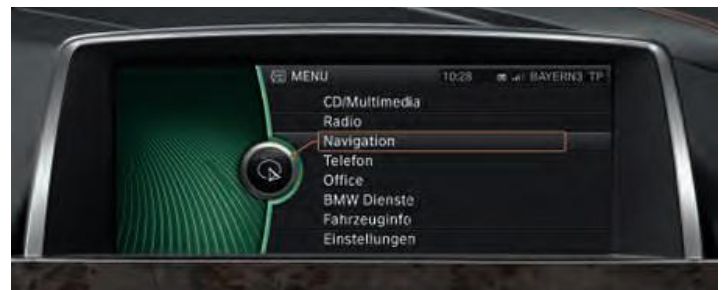 MENU 10:28 BAYERN3 TP
CD/Multimedia
Radio
Navigation
Telefon
Office
BMW Dienste
Fahrzeuginfo
Einstellungen